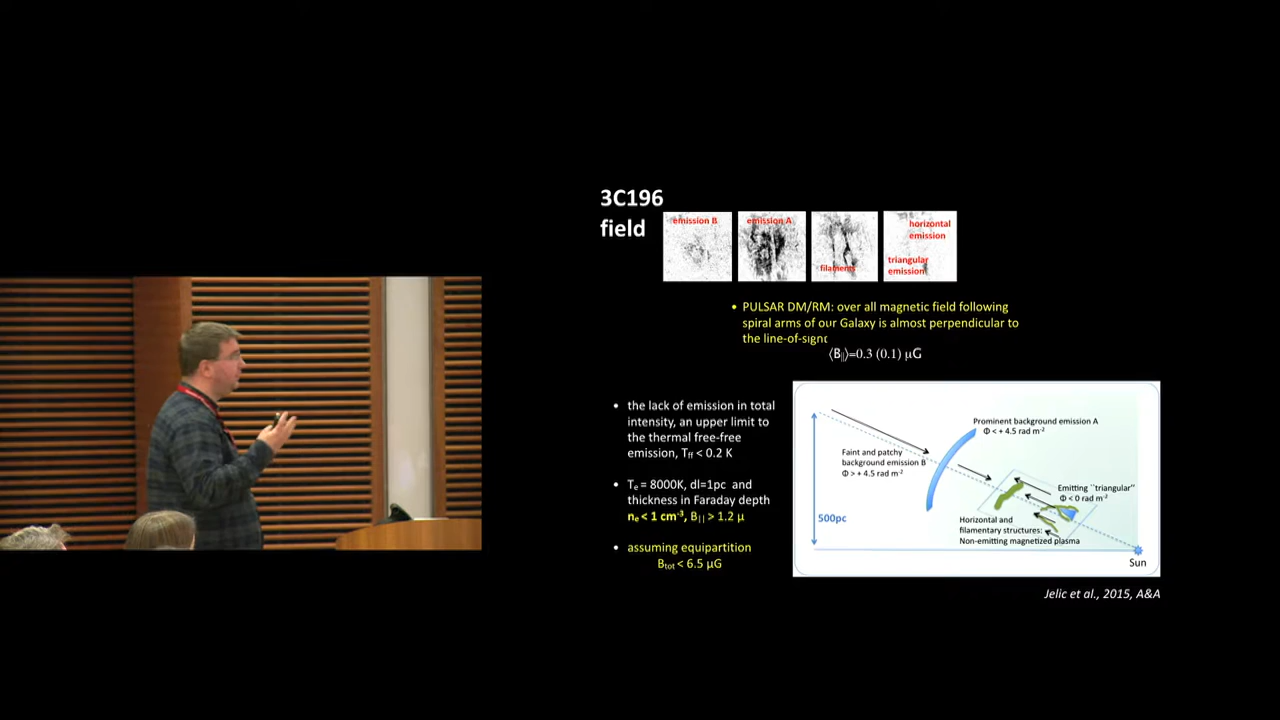 3C196
field
emission B
emission A
filaments
horizontal
emission
triangular
emission
• PULSAR DM/RM: over all magnetic field following
spiral arms of our Galaxy is almost perpendicular to
the line-of-sight
⟨B||⟩=0.3 (0.1) μG
• the lack of emission in total
intensity, an upper limit to
the thermal free-free
emission, Tff < 0.2 K
• Te = 8000K, dl=1pc and
thickness in Faraday depth
ne < 1 cm-3, B|| > 1.2 μ
• assuming equipartition
Btot < 6.5 μG
Prominent background emission A
Φ < + 4.5 rad m-2
Faint and patchy
background emission B
Φ > + 4.5 rad m-2
Emitting ``triangular''
Φ < 0 rad m-2
500pc
Horizontal and
filamentary structures:
Non-emitting magnetized plasma
Sun
Jelic et al., 2015, A&A